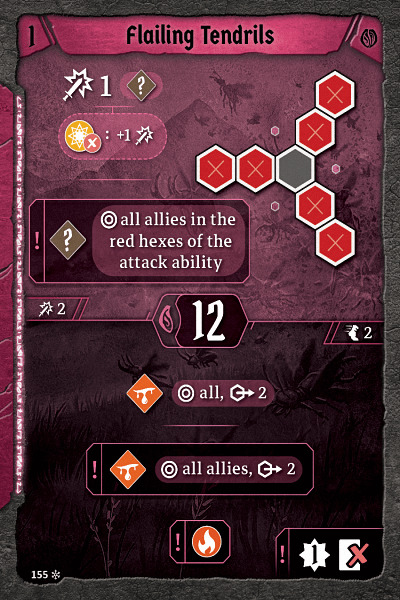 1 Flailing Tendrils
1 ?
: +1
! ? all allies in the
red hexes of the
attack ability
2 12 2
all, 2
! all allies, 2
! ! 1
155